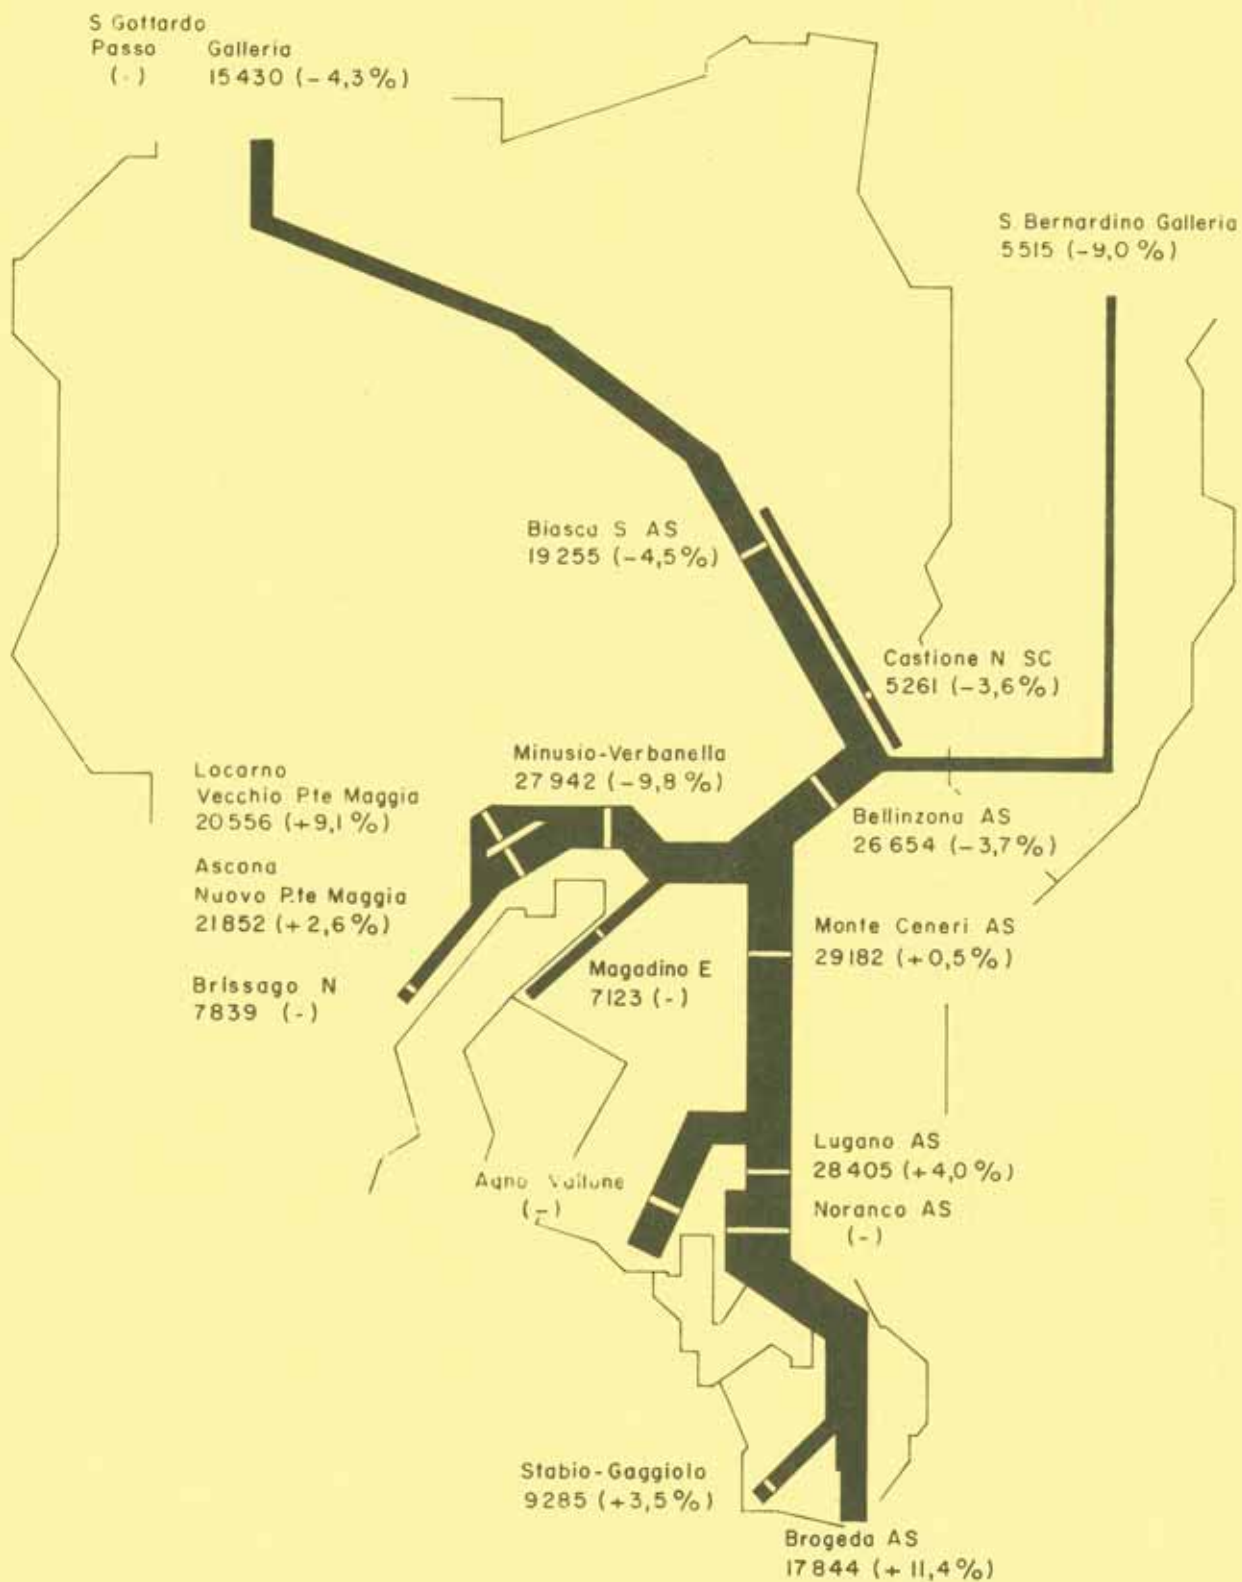 S. Gottardo
Passo Galleria
(-) 15430 (-4,3%)
S. Bernardino Galleria
5515 (-9,0%)
Biasca S AS
19255 (-4,5%)
Castione N SC
5261 (-3,6%)
Minusio-Verbanella
27942 (-9,8%)
Locarno
Vecchio P.te Maggia
20556 (+9,1%)
Bellinzona AS
26654 (-3,7%)
Ascona
Nuovo P.te Maggia
21852 (+2,6%)
Monte Ceneri AS
29182 (+0,5%)
Magadino E
7123 (-)
Brissago N
7839 (-)
Lugano AS
28405 (+4,0%)
Agno Vallone
(-)
Noranco AS
(-)
Stabio-Gaggiolo
9285 (+3,5%)
Brogeda AS
17844 (+11,4%)